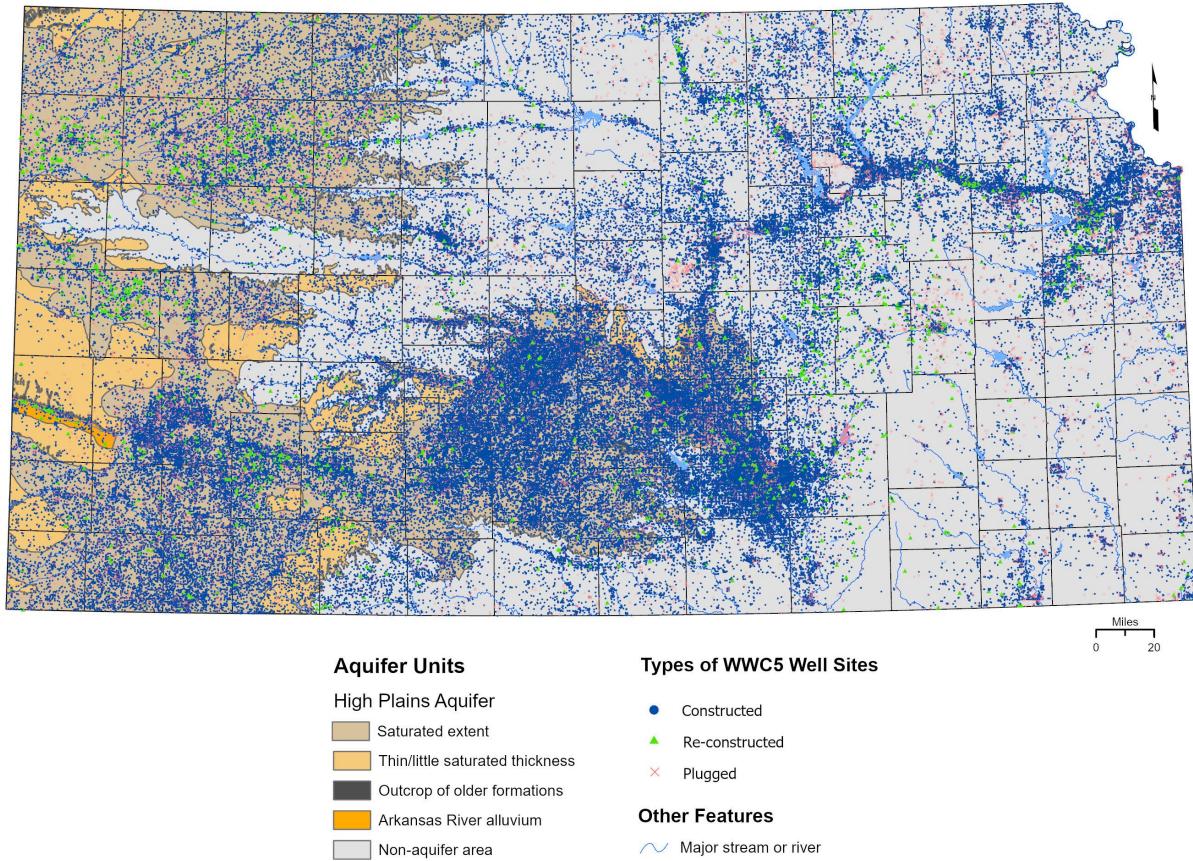 N
Miles
0 20
Aquifer Units
High Plains Aquifer
Saturated extent
Thin/little saturated thickness
Outcrop of older formations
Arkansas River alluvium
Non-aquifer area
Types of WWC5 Well Sites
Constructed
Re-constructed
Plugged
Other Features
Major stream or river